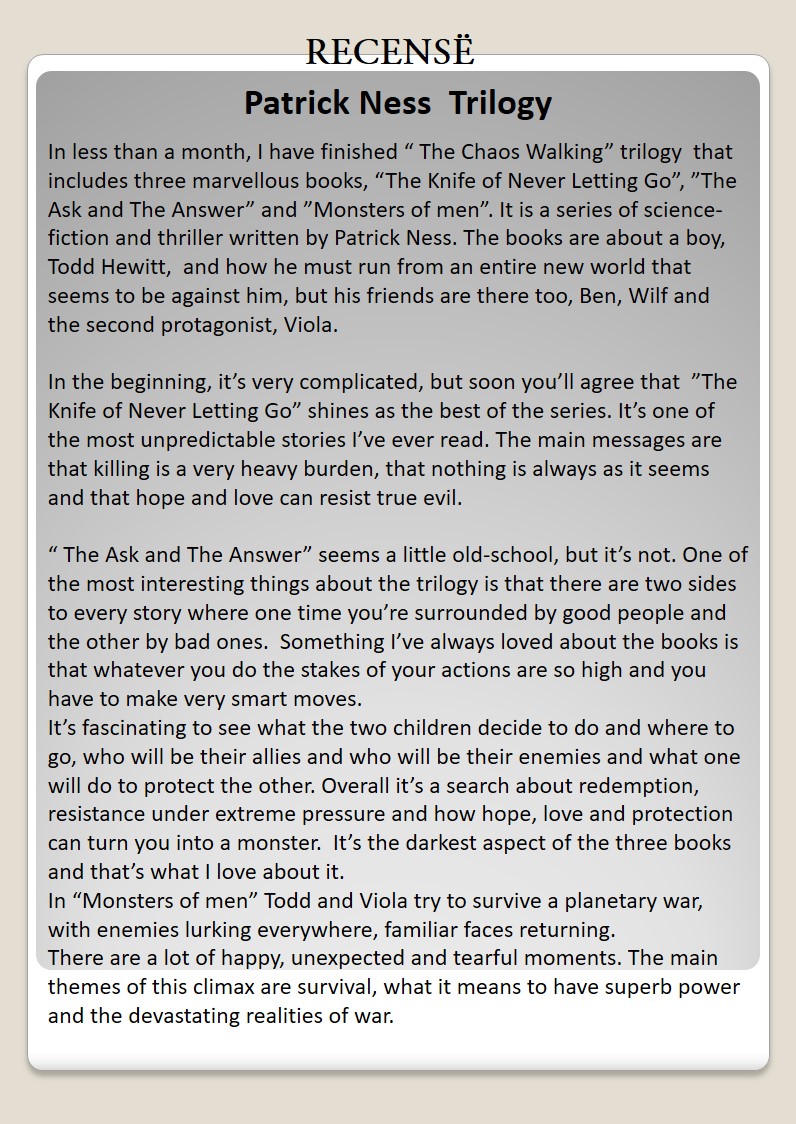 RECENSË
Patrick Ness  Trilogy
In less than a month, I have finished “ The Chaos Walking” trilogy  that
includes three marvellous books, “The Knife of Never Letting Go”, ”The
Ask and The Answer” and ”Monsters of men”. It is a series of science-
fiction and thriller written by Patrick Ness. The books are about a boy,
Todd Hewitt,  and how he must run from an entire new world that
seems to be against him, but his friends are there too, Ben, Wilf and
the second protagonist, Viola.
In the beginning, it’s very complicated, but soon you’ll agree that  ”The
Knife of Never Letting Go” shines as the best of the series. It’s one of
the most unpredictable stories I’ve ever read. The main messages are
that killing is a very heavy burden, that nothing is always as it seems
and that hope and love can resist true evil.
“ The Ask and The Answer” seems a little old-school, but it’s not. One of
the most interesting things about the trilogy is that there are two sides
to every story where one time you’re surrounded by good people and
the other by bad ones.  Something I’ve always loved about the books is
that whatever you do the stakes of your actions are so high and you
have to make very smart moves.
It’s fascinating to see what the two children decide to do and where to
go, who will be their allies and who will be their enemies and what one
will do to protect the other. Overall it’s a search about redemption,
resistance under extreme pressure and how hope, love and protection
can turn you into a monster.  It’s the darkest aspect of the three books
and that’s what I love about it.
In “Monsters of men” Todd and Viola try to survive a planetary war,
with enemies lurking everywhere, familiar faces returning.
There are a lot of happy, unexpected and tearful moments. The main
themes of this climax are survival, what it means to have superb power
and the devastating realities of war.